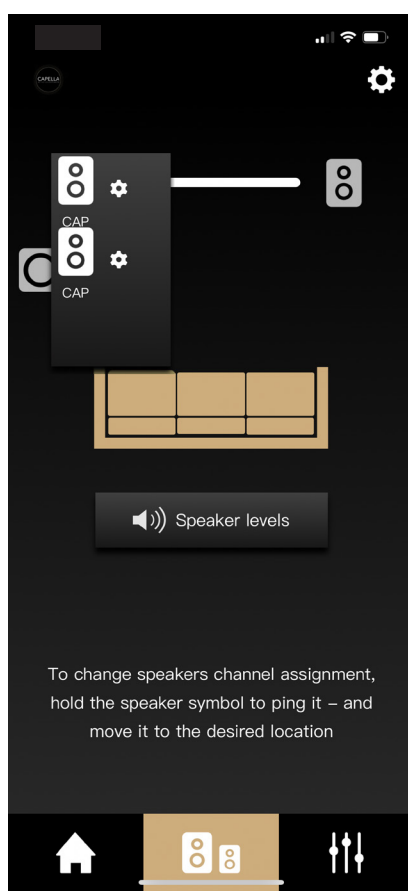 CAPELLA
CAP
CAP
Speaker levels
To change speakers channel assignment,
hold the speaker symbol to ping it – and
move it to the desired location